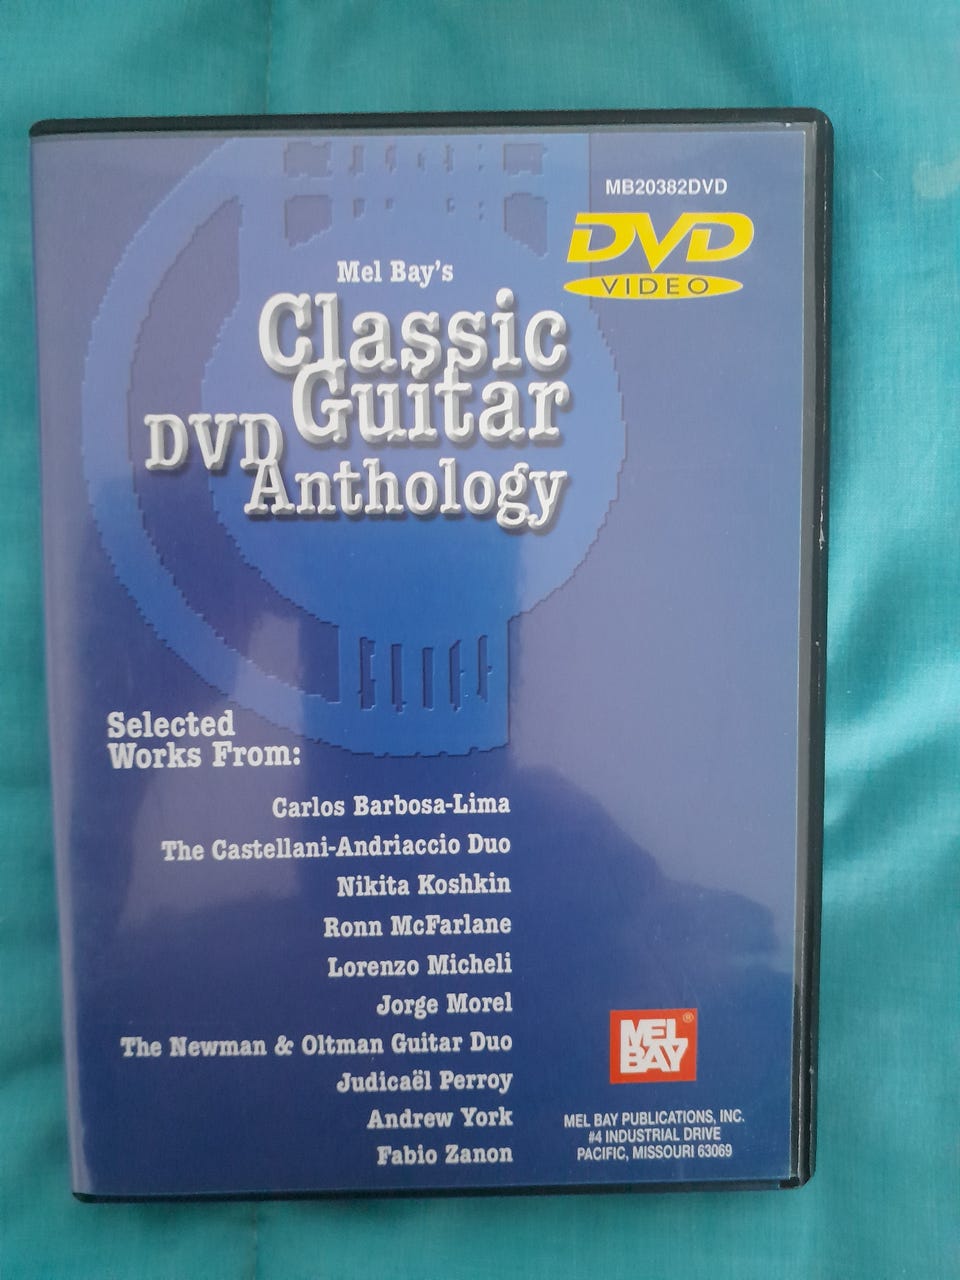 MB20382DVD
DVD
VIDEO
Mel Bay's
Classic
Guitar
DVD
Anthology
Selected
Works From:
Carlos Barbosa-Lima
The Castellani-Andriaccio Duo
Nikita Koshkin
Ronn McFarlane
Lorenzo Micheli
Jorge Morel
The Newman & Oltman Guitar Duo
Judicaël Perroy
Andrew York
Fabio Zanon
MEL ®
BAY
MEL BAY PUBLICATIONS, INC.
#4 INDUSTRIAL DRIVE
PACIFIC, MISSOURI 63069